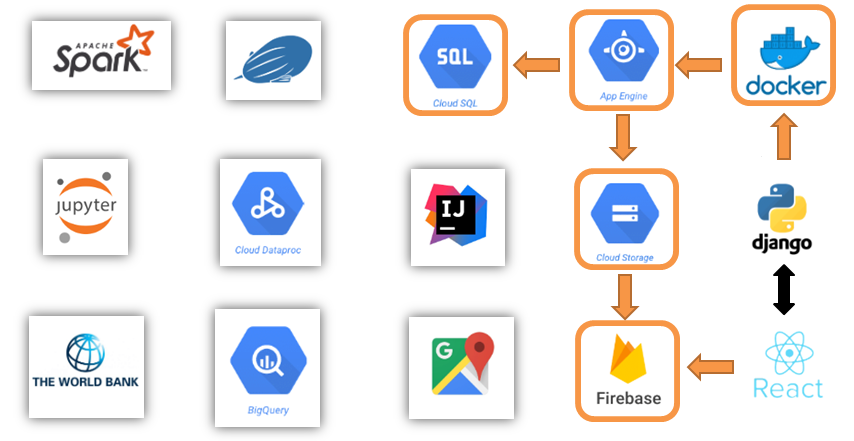 APACHE
Spark™
SQL
Cloud SQL
App Engine
docker
jupyter
Cloud Dataproc
IJ
Cloud Storage
django
THE WORLD BANK
BigQuery
G
Firebase
React